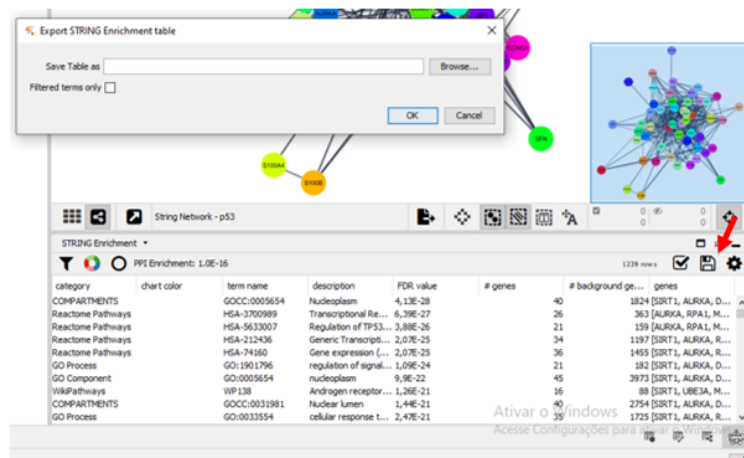 AURKA
Export STRING Enrichment table
CCNG1
Save Table as
Browse...
Filtered terms only
OK
Cancel
SFN
S100A4
S100B
String Network - p53
0
0
0
0
STRING Enrichment
PPI Enrichment: 1.0E-16
1239 rows
category chart color term name description FDR value # genes # background ge... genes
COMPARTMENTS GOCC:0005654 Nucleoplasm 4,13E-28 40 1824 [SIRT1, AURKA, D...
Reactome Pathways HSA-3700989 Transcriptional Re... 6,39E-27 26 363 [AURKA, RPA1, M...
Reactome Pathways HSA-5633007 Regulation of TP53... 3,88E-26 21 159 [AURKA, RPA1, M...
Reactome Pathways HSA-212436 Generic Transcripti... 2,07E-25 34 1197 [SIRT1, AURKA, R...
Reactome Pathways HSA-74160 Gene expression (... 2,07E-25 36 1455 [SIRT1, AURKA, R...
GO Process GO:1901796 regulation of signal... 1,09E-24 21 182 [SIRT1, AURKA, D...
GO Component GO:0005654 nucleoplasm 9,9E-22 45 3973 [SIRT1, AURKA, D...
WikiPathways WP138 Androgen receptor... 1,26E-21 16 88 [SIRT1, UBE3A, M...
COMPARTMENTS GOCC:0031981 Nuclear lumen 1,44E-21 40 2754 [SIRT1, AURKA, D...
GO Process GO:0033554 cellular response t... 2,47E-21 35 1725 [SIRT1, AURKA, R...
Ativar o Windows
Acesse Configurações para ativar o Windows